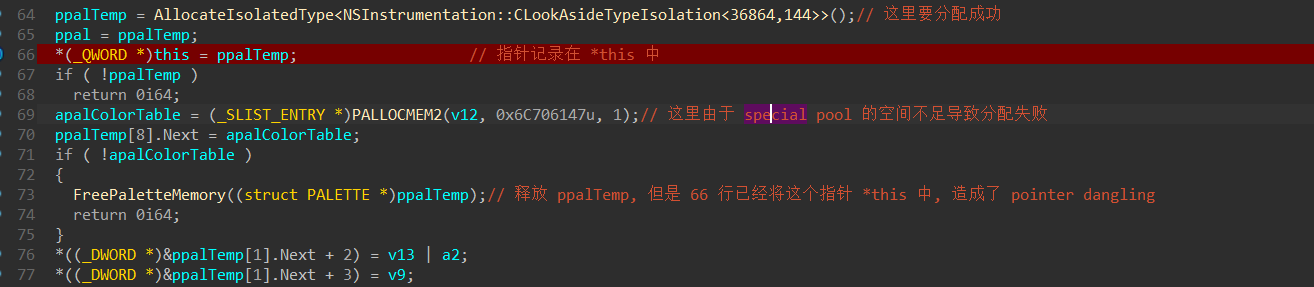 64 ppalTemp = AllocateIsolatedType<NSInstrumentation::CLookAsideTypeIsolation<36864,144>>();// 这里要分配成功
65 ppal = ppalTemp;
66 *(_QWORD *)this = ppalTemp; // 指针记录在 *this 中
67 if ( !ppalTemp )
68 return 0i64;
69 apalColorTable = (_SLIST_ENTRY *)PALLOCMEM2(v12, 0x6C706147u, 1);// 这里由于 special pool 的空间不足导致分配失败
70 ppalTemp[8].Next = apalColorTable;
71 if ( !apalColorTable )
72 {
73 FreePaletteMemory((struct PALETTE *)ppalTemp);// 释放 ppalTemp, 但是 66 行已经将这个指针 *this 中, 造成了 pointer dangling
74 return 0i64;
75 }
76 *((_DWORD *)&ppalTemp[1].Next + 2) = v13 | a2;
77 *((_DWORD *)&ppalTemp[1].Next + 3) = v9;